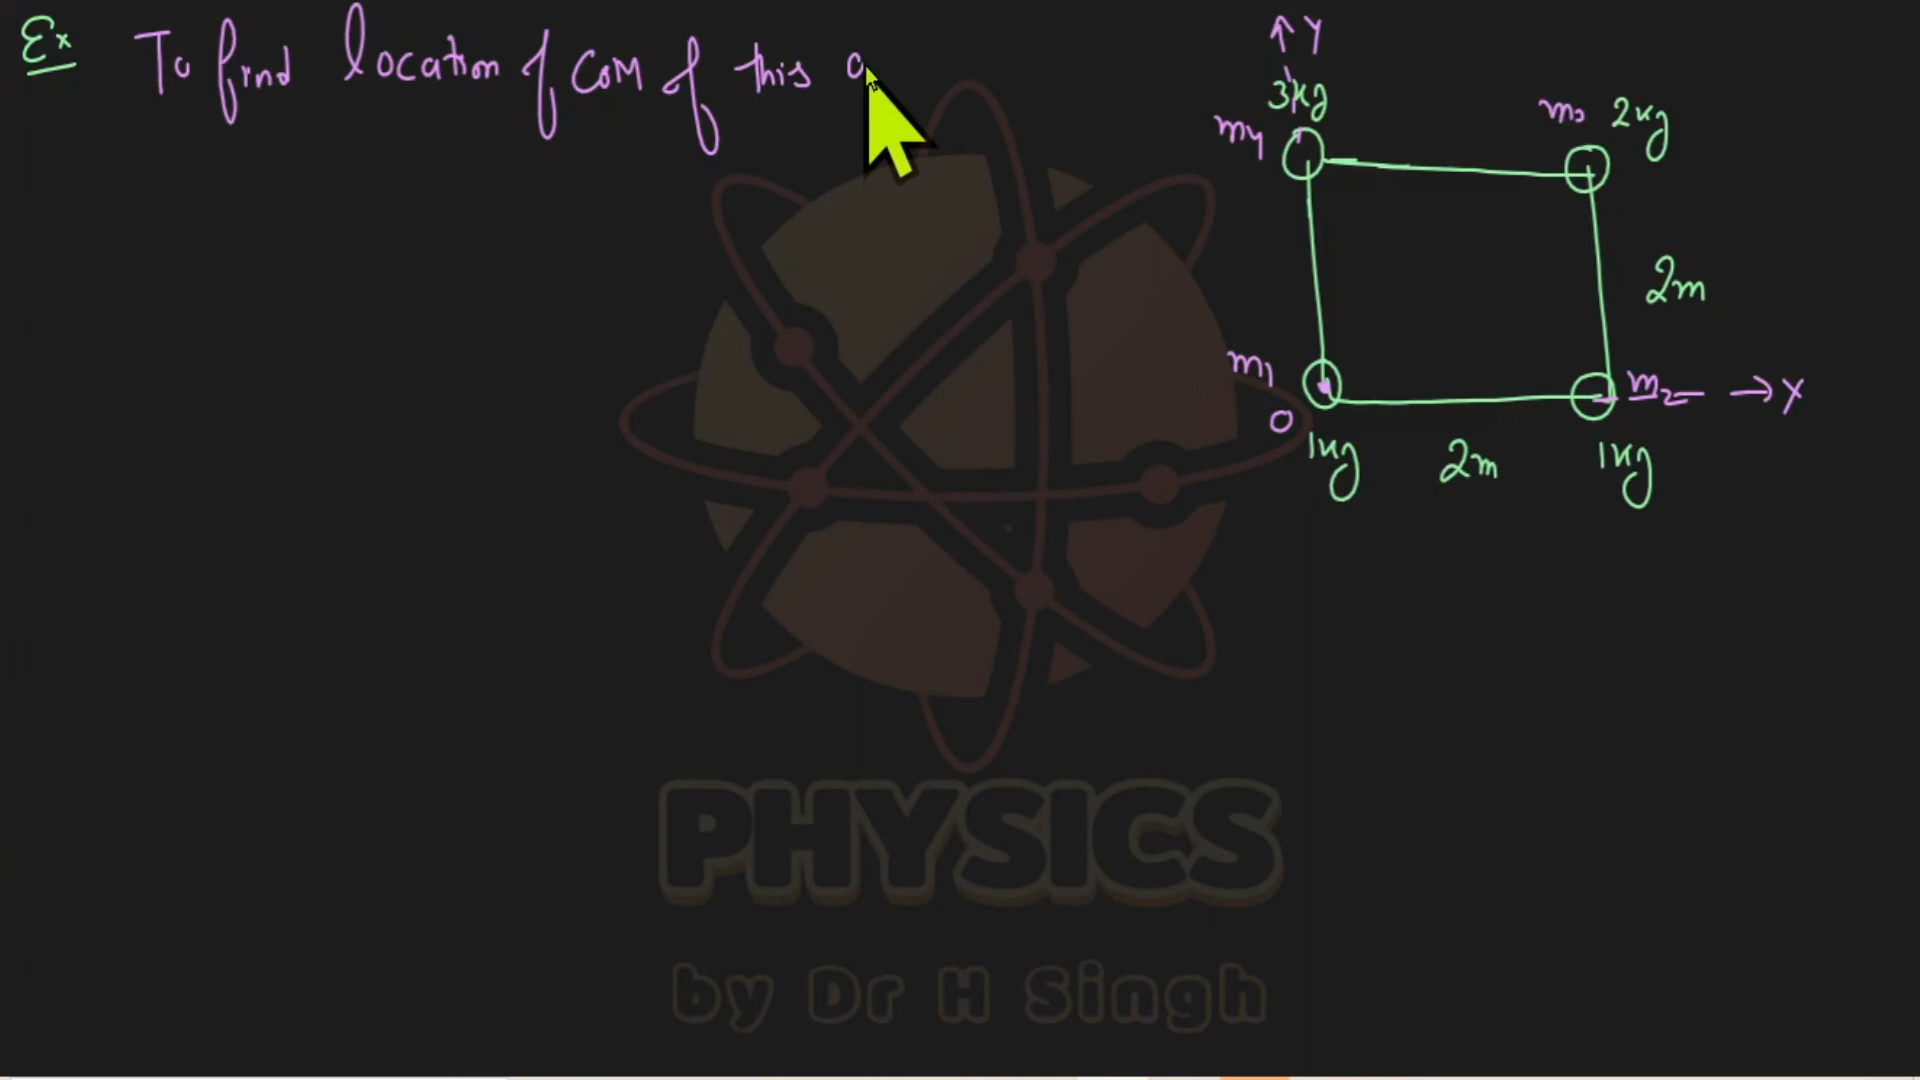 Ex To find location of COM of this
↑ Y
3kg
m4
m3 2kg
2m
m1
m2 → X
O
1kg
2m
1kg
PHYSICS
by Dr H Singh